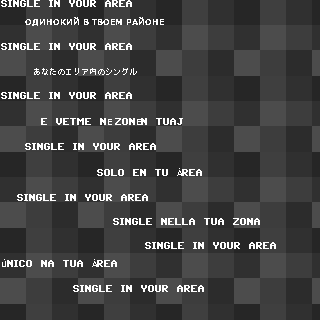 SINGLE IN YOUR AREA
ОДИНОКИЙ В ТВОЕМ РАЙОНЕ
SINGLE IN YOUR AREA
あなたのエリア内のシングル
SINGLE IN YOUR AREA
E VETME NË ZONËN TUAJ
SINGLE IN YOUR AREA
SOLO EN TU ÁREA
SINGLE IN YOUR AREA
SINGLE NELLA TUA ZONA
SINGLE IN YOUR AREA
ÚNICO NA TUA ÁREA
SINGLE IN YOUR AREA